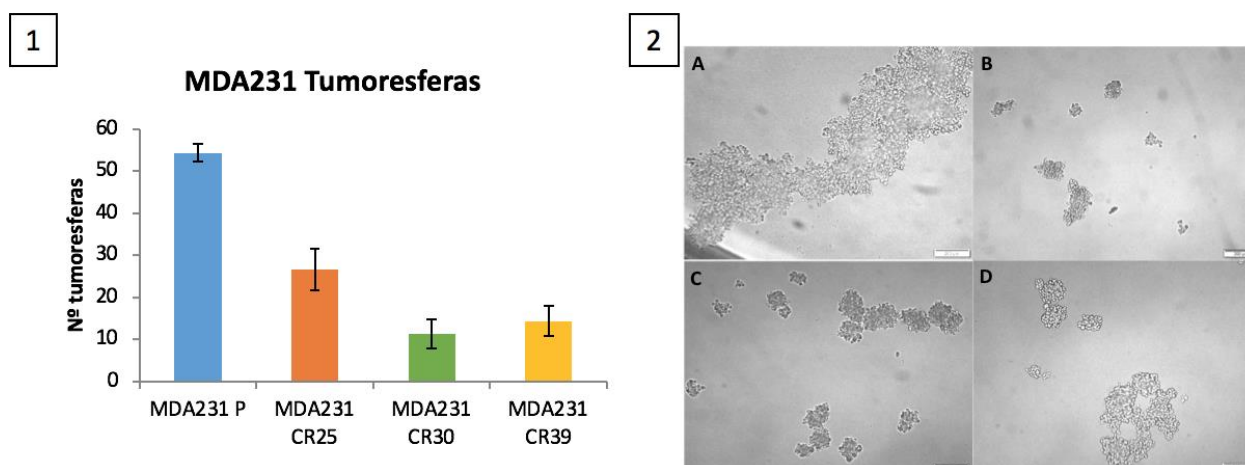 1
MDA231 Tumoresferas
Nº tumoresferas
60
50
40
30
20
10
0
MDA231 P
MDA231
CR25
MDA231
CR30
MDA231
CR39
2
A
B
C
D